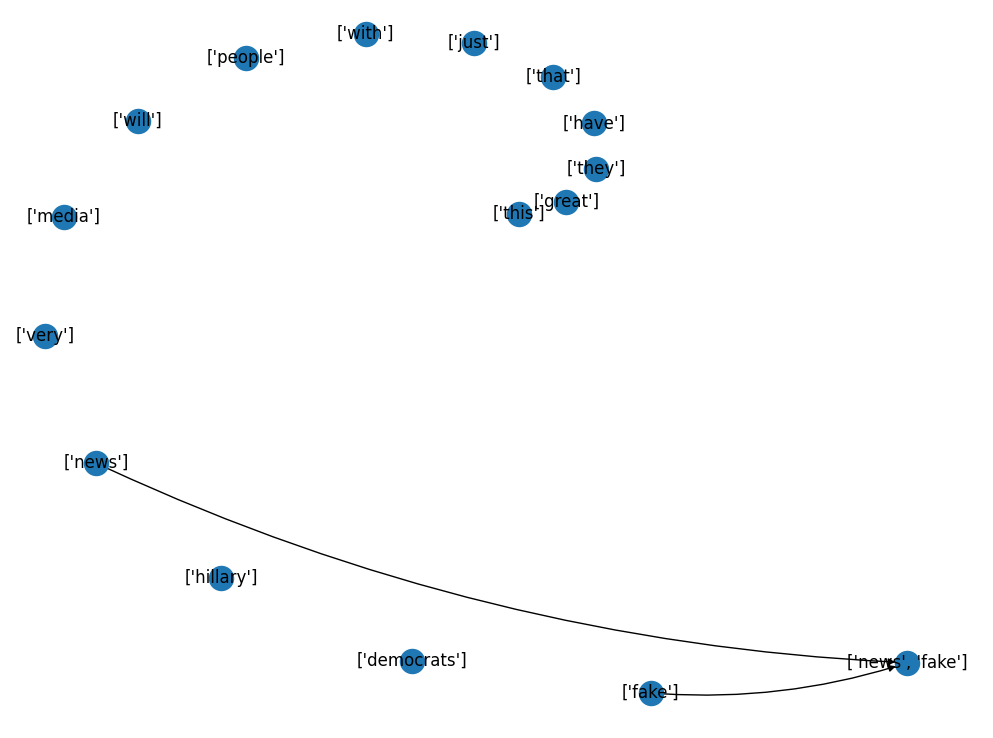 ['with']
['just']
['people']
['that']
['will']
['have']
['they']
['great']
['this']
['media']
['very']
['news']
['hillary']
['democrats']
['news', 'fake']
['fake']